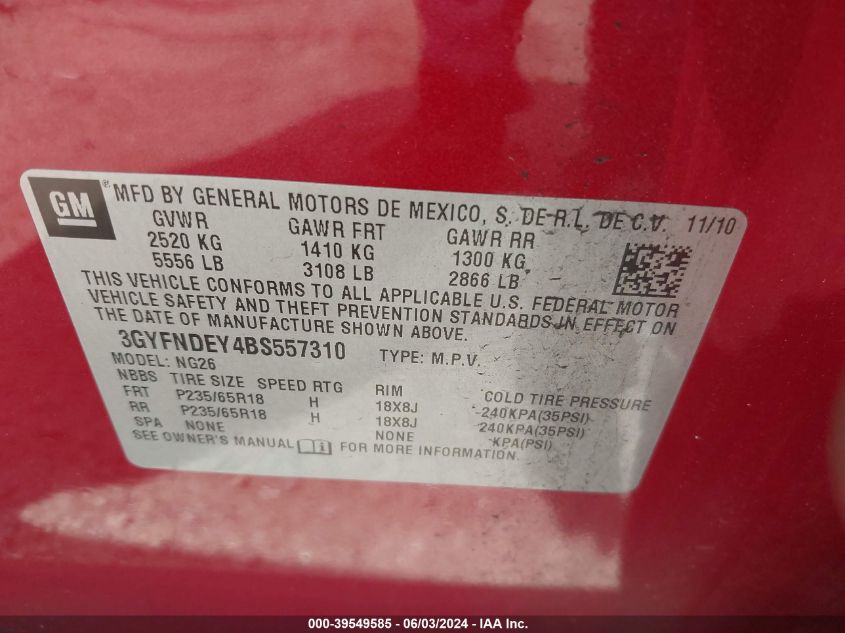 GM
® MFD BY GENERAL MOTORS DE MEXICO, S. DE R.L. DE C.V. 11/10
GVWR GAWR FRT GAWR RR
2520 KG 1410 KG 1300 KG
5556 LB 3108 LB 2866 LB
THIS VEHICLE CONFORMS TO ALL APPLICABLE U.S. FEDERAL MOTOR
VEHICLE SAFETY AND THEFT PREVENTION STANDARDS IN EFFECT ON
THE DATE OF MANUFACTURE SHOWN ABOVE.
3GYFNDEY4BS557310 TYPE: M.P.V.
MODEL: NG26
NBBS TIRE SIZE SPEED RTG RIM COLD TIRE PRESSURE
FRT P235/65R18 H 18X8J 240KPA(35PSI)
RR P235/65R18 H 18X8J 240KPA(35PSI)
SPA NONE NONE KPA(PSI)
SEE OWNER'S MANUAL FOR MORE INFORMATION.
000-39549585 - 06/03/2024 - IAA Inc.